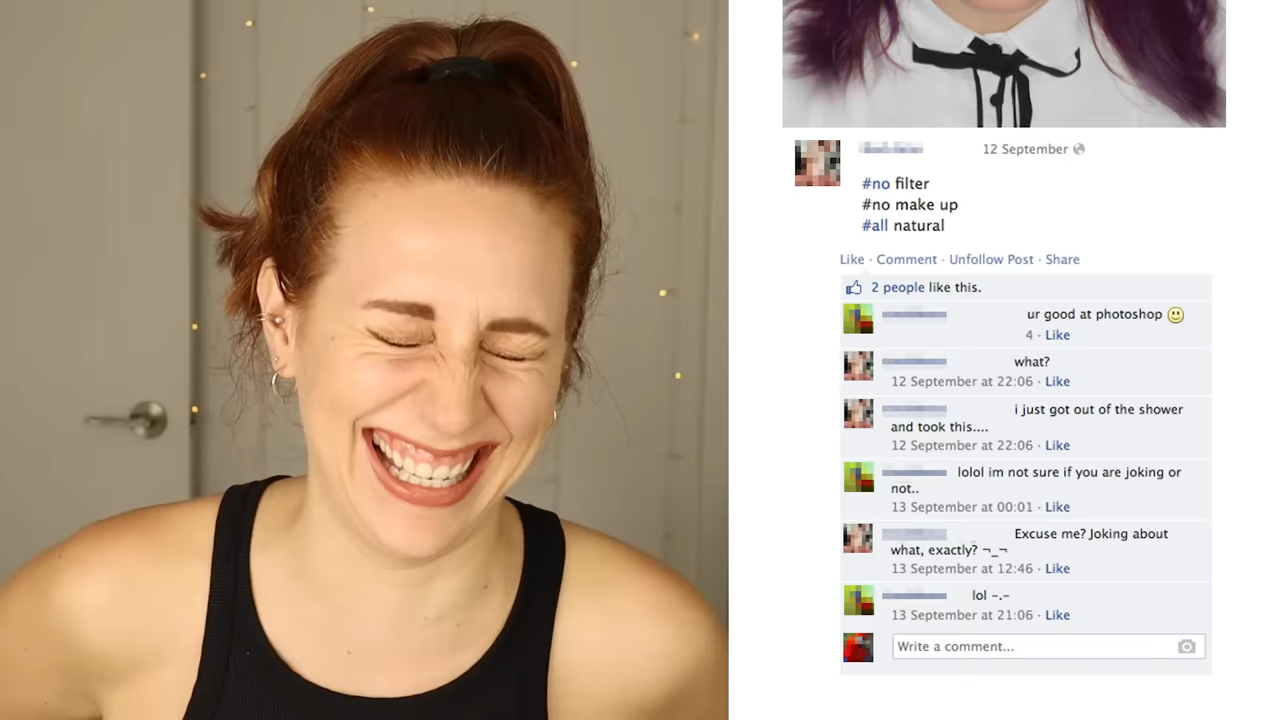 12 September
#no filter
#no make up
#all natural
Like · Comment · Unfollow Post · Share
2 people like this.
ur good at photoshop
4 · Like
what?
12 September at 22:06 · Like
i just got out of the shower
and took this....
12 September at 22:06 · Like
lolol im not sure if you are joking or
not..
13 September at 00:01 · Like
Excuse me? Joking about
what, exactly? ¬_¬
13 September at 12:46 · Like
lol -.-
13 September at 21:06 · Like
Write a comment...